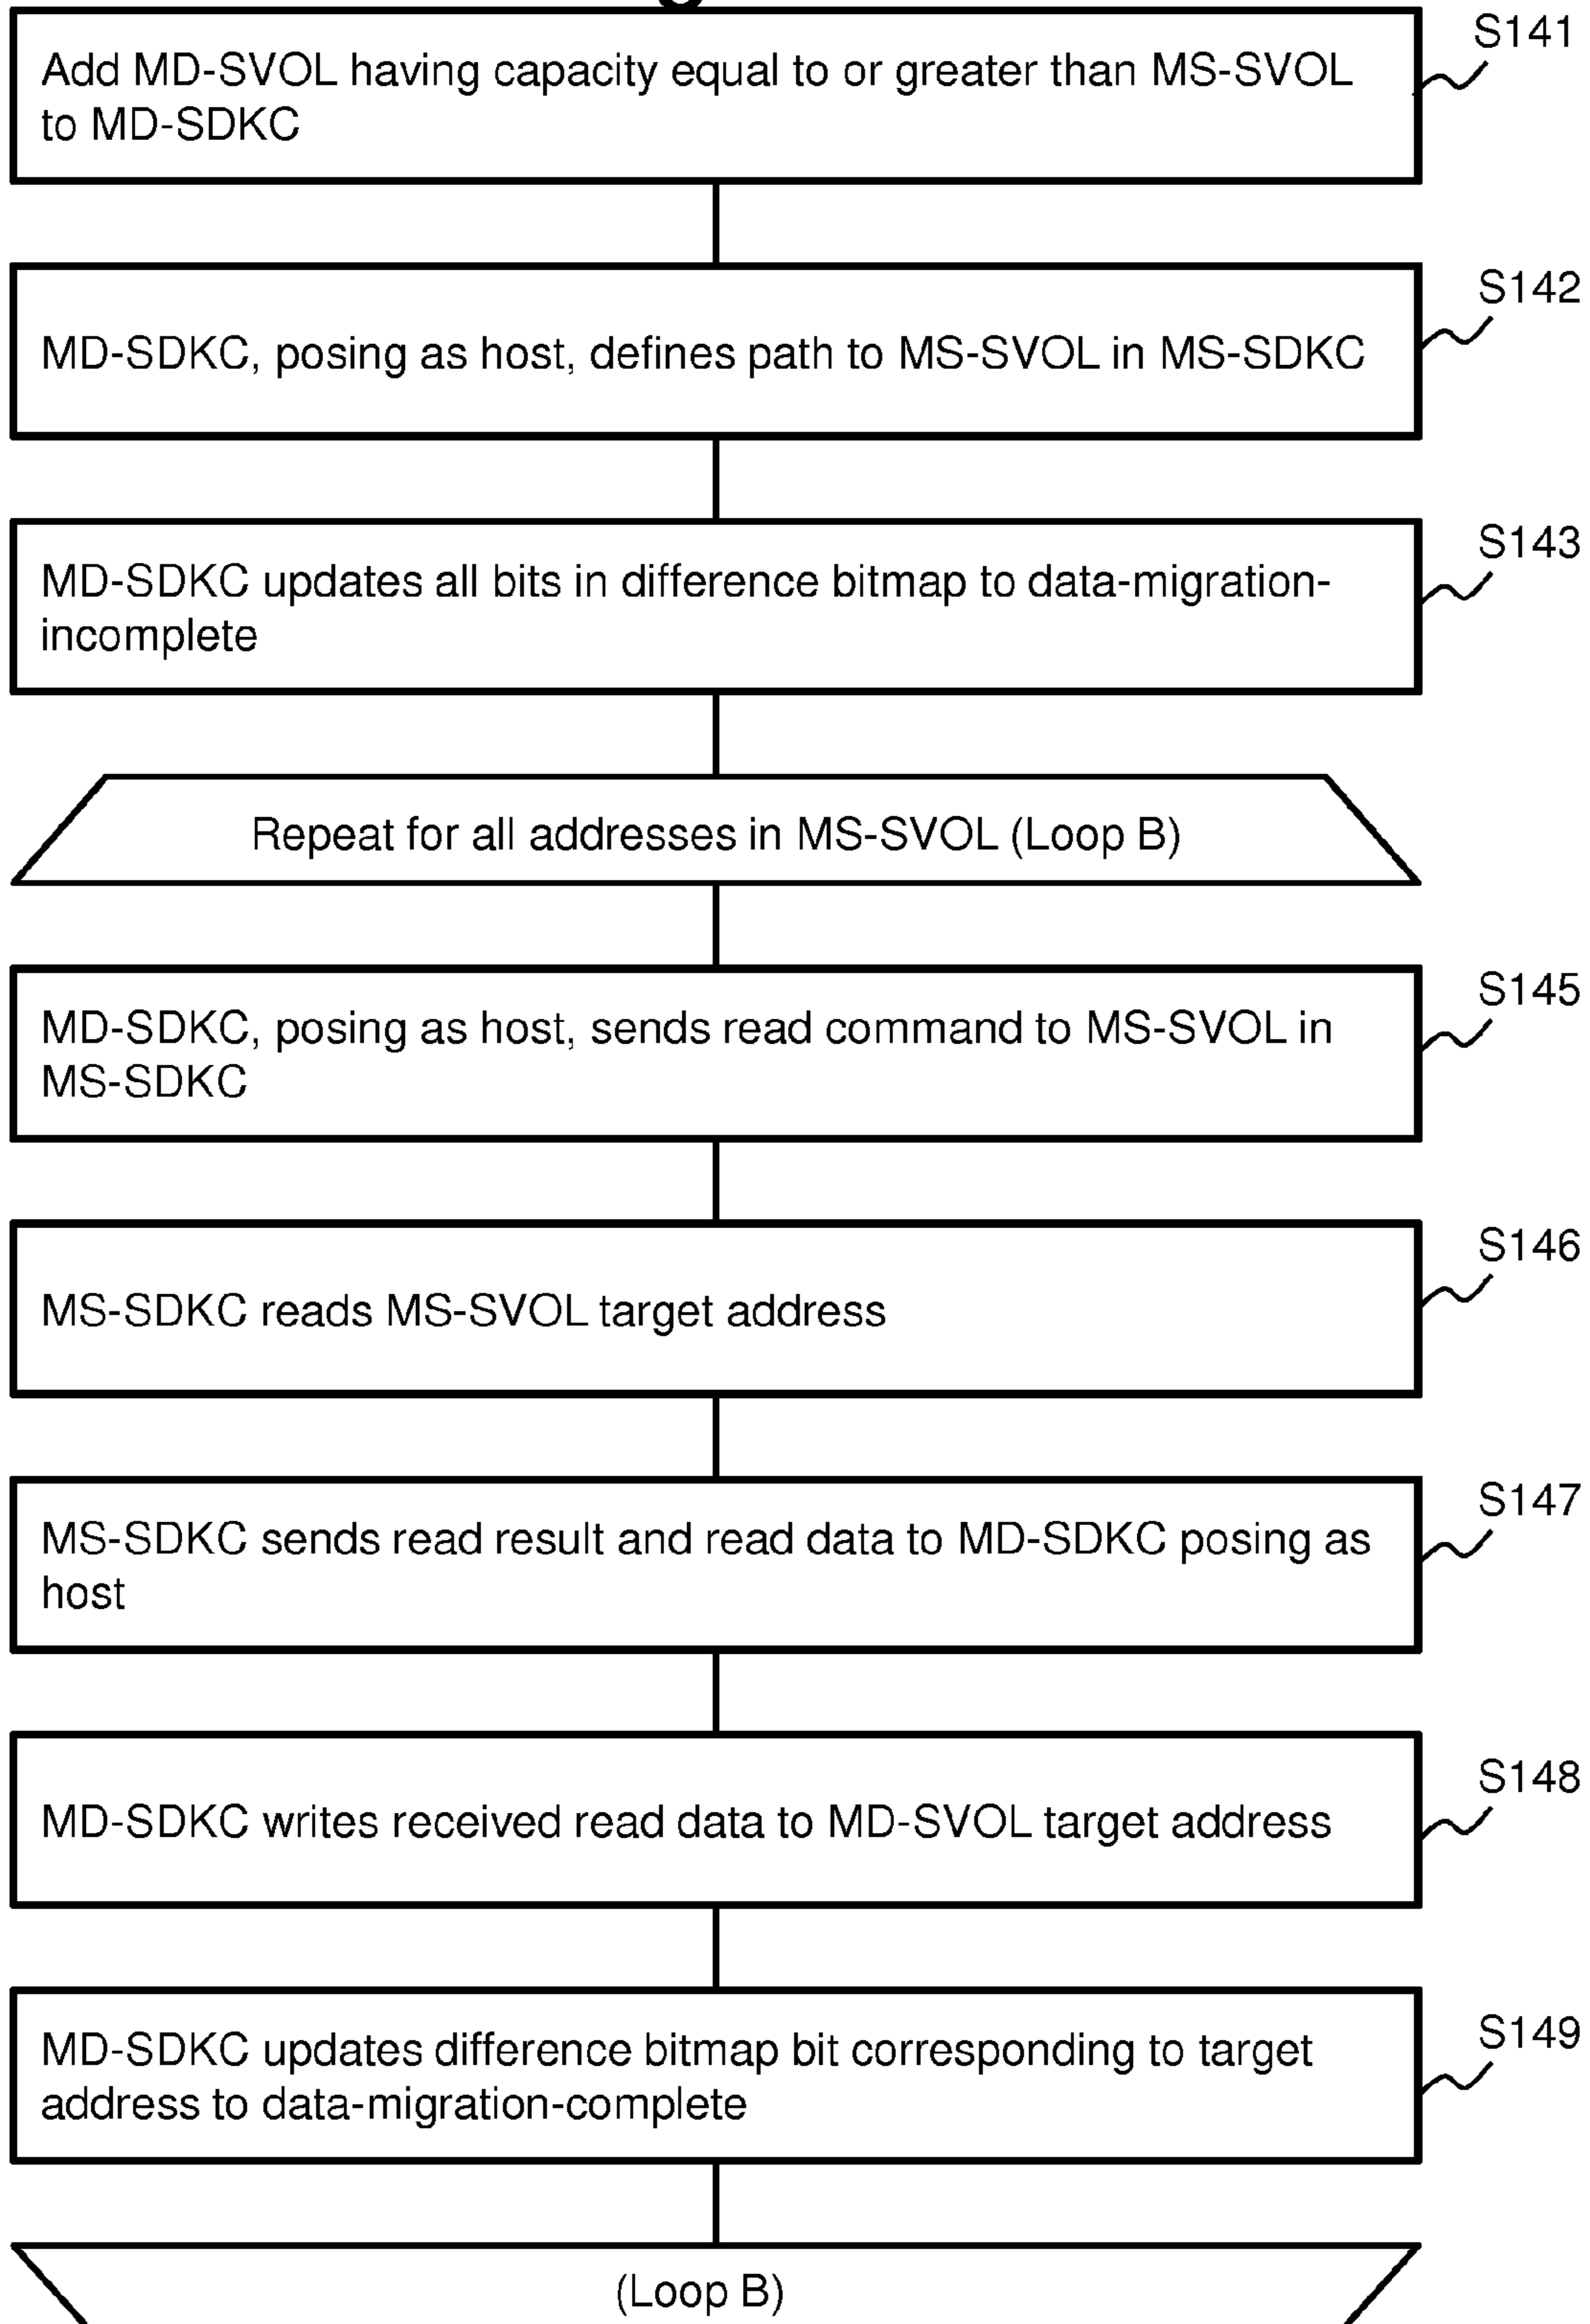 S141
Add MD-SVOL having capacity equal to or greater than MS-SVOL
to MD-SDKC
S142
MD-SDKC, posing as host, defines path to MS-SVOL in MS-SDKC
S143
MD-SDKC updates all bits in difference bitmap to data-migration-
incomplete
Repeat for all addresses in MS-SVOL (Loop B)
S145
MD-SDKC, posing as host, sends read command to MS-SVOL in
MS-SDKC
S146
MS-SDKC reads MS-SVOL target address
S147
MS-SDKC sends read result and read data to MD-SDKC posing as
host
S148
MD-SDKC writes received read data to MD-SVOL target address
S149
MD-SDKC updates difference bitmap bit corresponding to target
address to data-migration-complete
(Loop B)